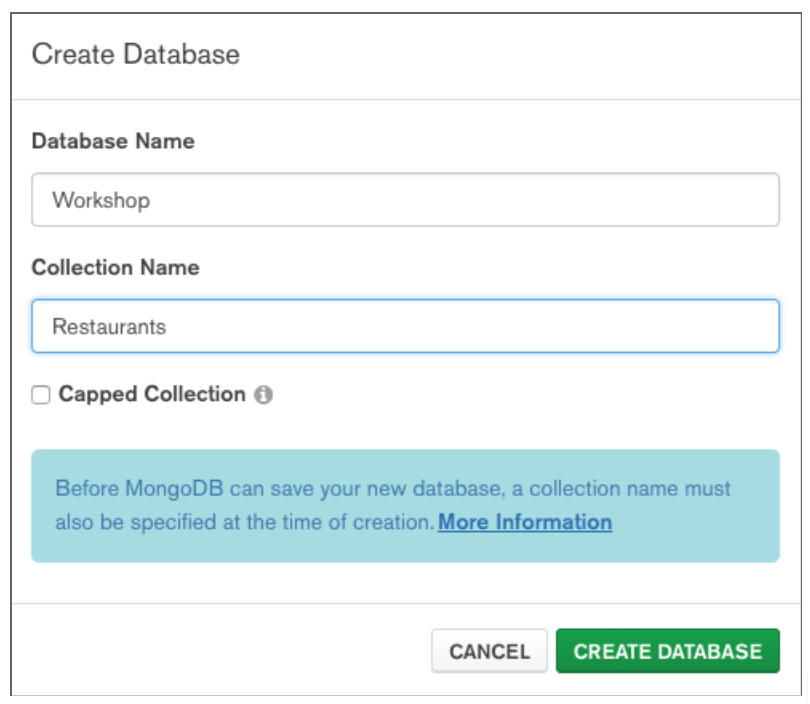 Create Database
Database Name
Workshop
Collection Name
Restaurants
Capped Collection
Before MongoDB can save your new database, a collection name must
also be specified at the time of creation. More Information
CANCEL
CREATE DATABASE